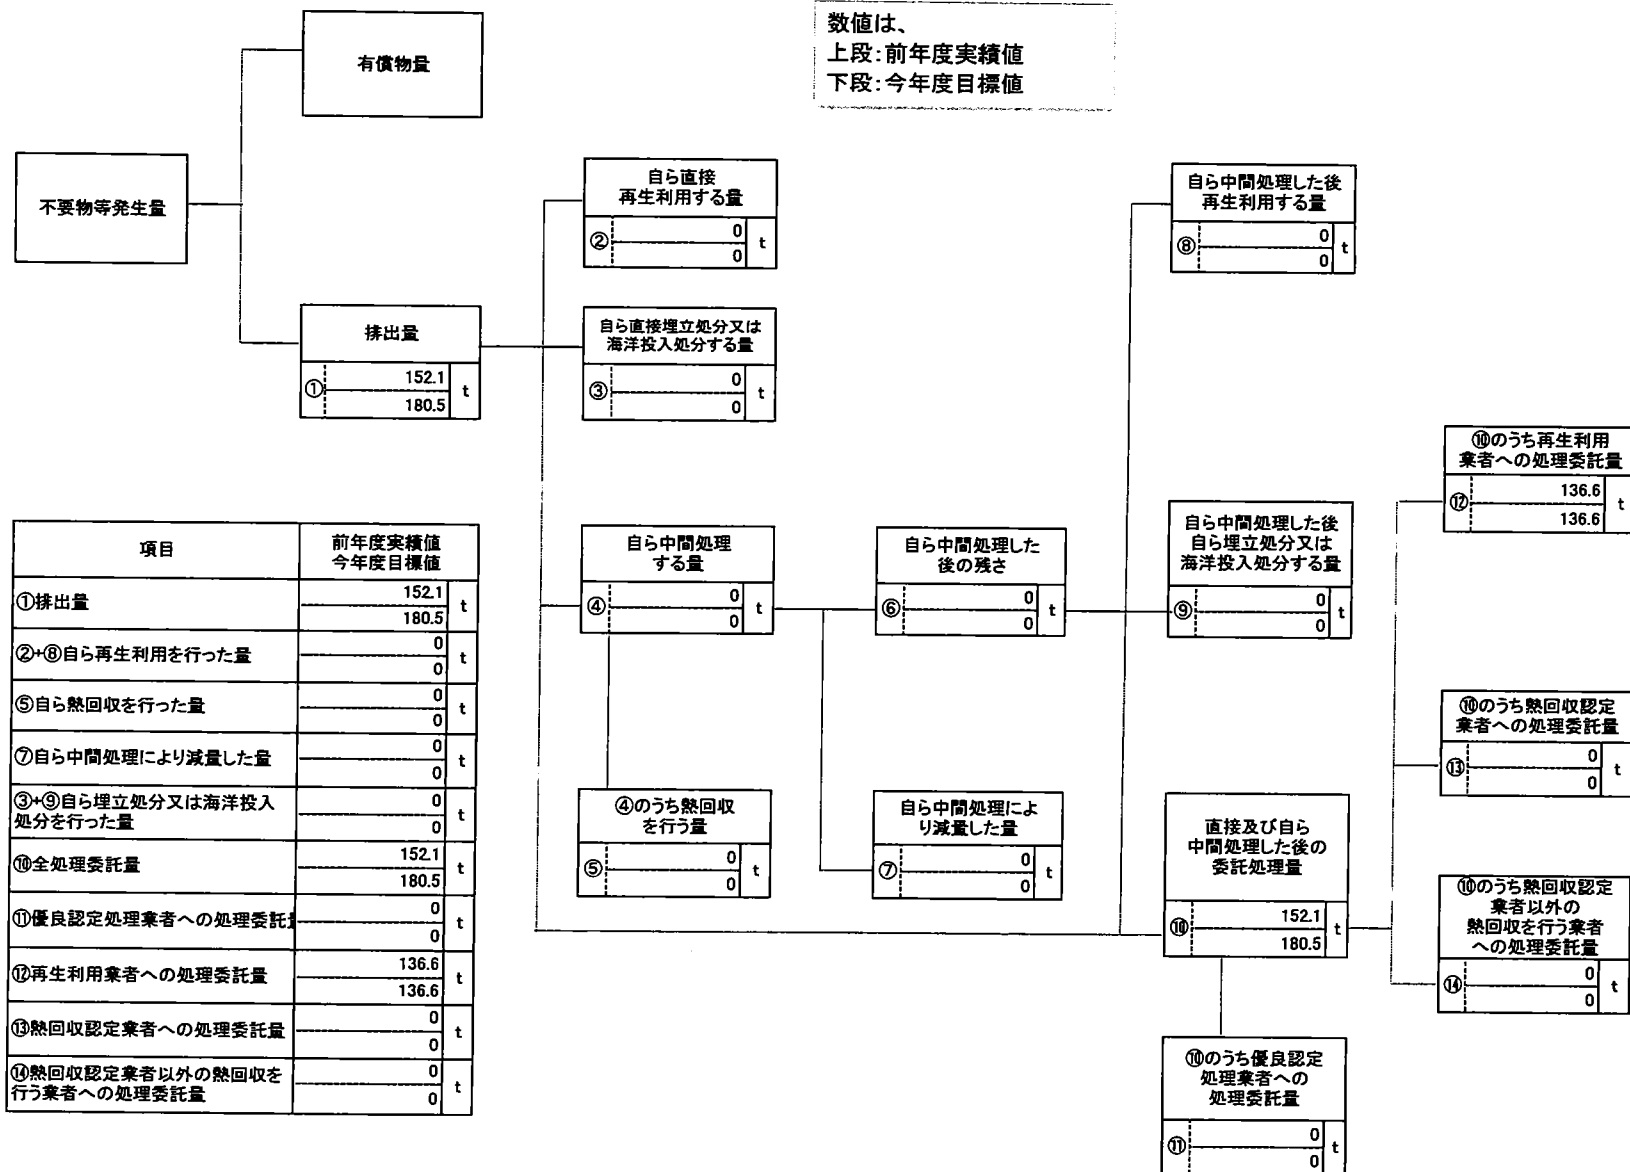 数値は、
上段:前年度実績値
下段:今年度目標値
有償物量
不要物等発生量
排出量
① 152.1 t
180.5
自ら直接
再生利用する量
② 0 t
0
自ら直接埋立処分又は
海洋投入処分する量
③ 0 t
0
自ら中間処理
する量
④ 0 t
0
④のうち熱回収
を行う量
⑤ 0 t
0
自ら中間処理した
後の残さ
⑥ 0 t
0
自ら中間処理によ
り減量した量
⑦ 0 t
0
自ら中間処理した後
再生利用する量
⑧ 0 t
0
自ら中間処理した後
自ら埋立処分又は
海洋投入処分する量
⑨ 0 t
0
直接及び自ら
中間処理した後の
委託処理量
⑩ 152.1 t
180.5
⑩のうち優良認定
処理業者への
処理委託量
⑪ 0 t
0
⑩のうち再生利用
業者への処理委託量
⑫ 136.6 t
136.6
⑩のうち熱回収認定
業者への処理委託量
⑬ 0 t
0
⑩のうち熱回収認定
業者以外の
熱回収を行う業者
への処理委託量
⑭ 0 t
0
項目 前年度実績値
今年度目標値
①排出量 152.1 t
180.5
②+⑧自ら再生利用を行った量 0 t
0
⑤自ら熱回収を行った量 0 t
0
⑦自ら中間処理により減量した量 0 t
0
③+⑨自ら埋立処分又は海洋投入
処分を行った量 0 t
0
⑩全処理委託量 152.1 t
180.5
⑪優良認定処理業者への処理委託 0 t
0
⑫再生利用業者への処理委託量 136.6 t
136.6
⑬熱回収認定業者への処理委託量 0 t
0
⑭熱回収認定業者以外の熱回収を
行う業者への処理委託量 0 t
0